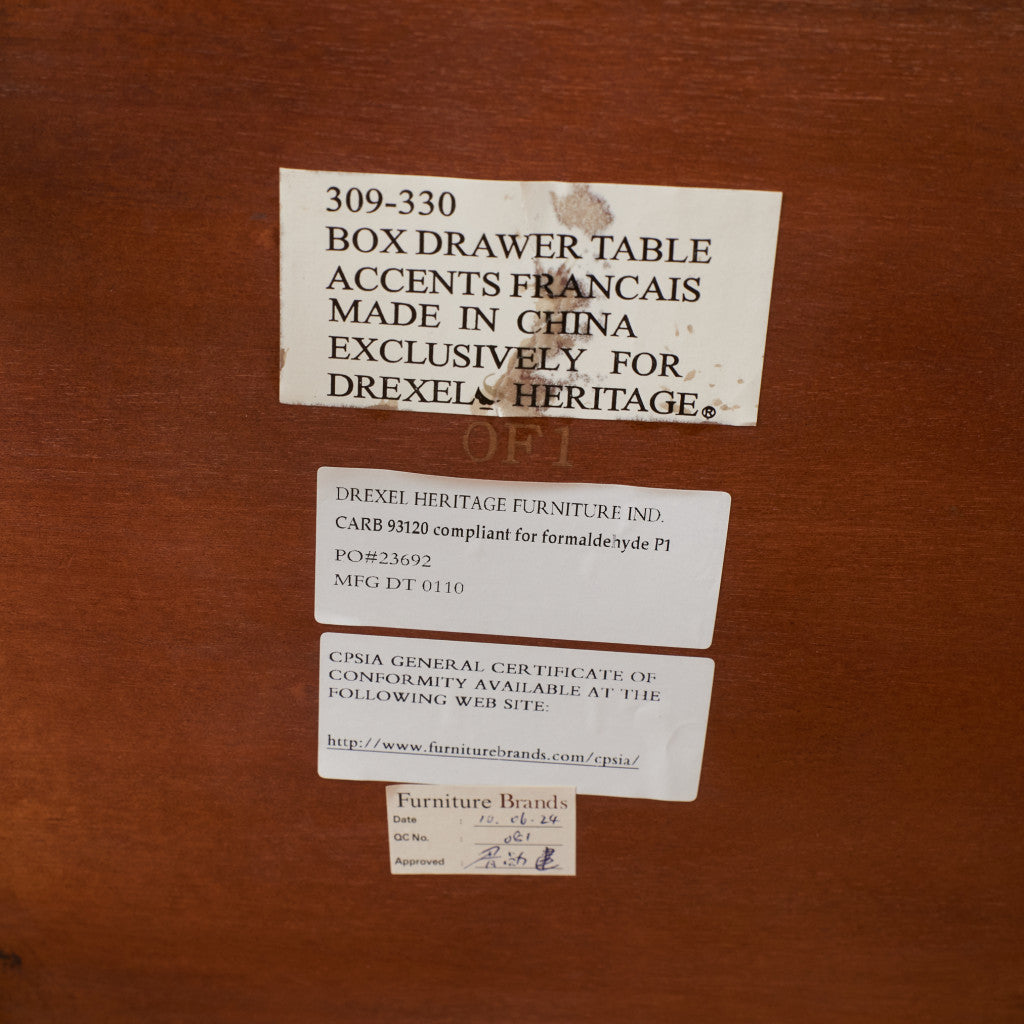 309-330
BOX DRAWER TABLE
ACCENTS FRANCAIS
MADE IN CHINA
EXCLUSIVELY FOR
DREXEL HERITAGE®
OF1
DREXEL HERITAGE FURNITURE IND.
CARB 93120 compliant for formaldehyde P1
PO#23692
MFG DT 0110
CPSIA GENERAL CERTIFICATE OF
CONFORMITY AVAILABLE AT THE
FOLLOWING WEB SITE:
http://www.furniturebrands.com/cpsia/
Furniture Brands
Date : 10.06.24
QC No. :
Approved :